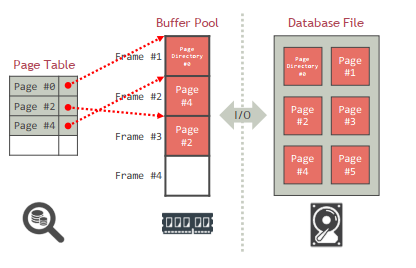 Buffer Pool
Database File
Page Table
Frame #1
Page
Directory
#0
Page #0
Page #2
Page #4
Frame #2
Page
#4
Frame #3
Page
#2
Frame #4
I/O
Page
Directory
#0
Page
#1
Page
#2
Page
#3
Page
#4
Page
#5